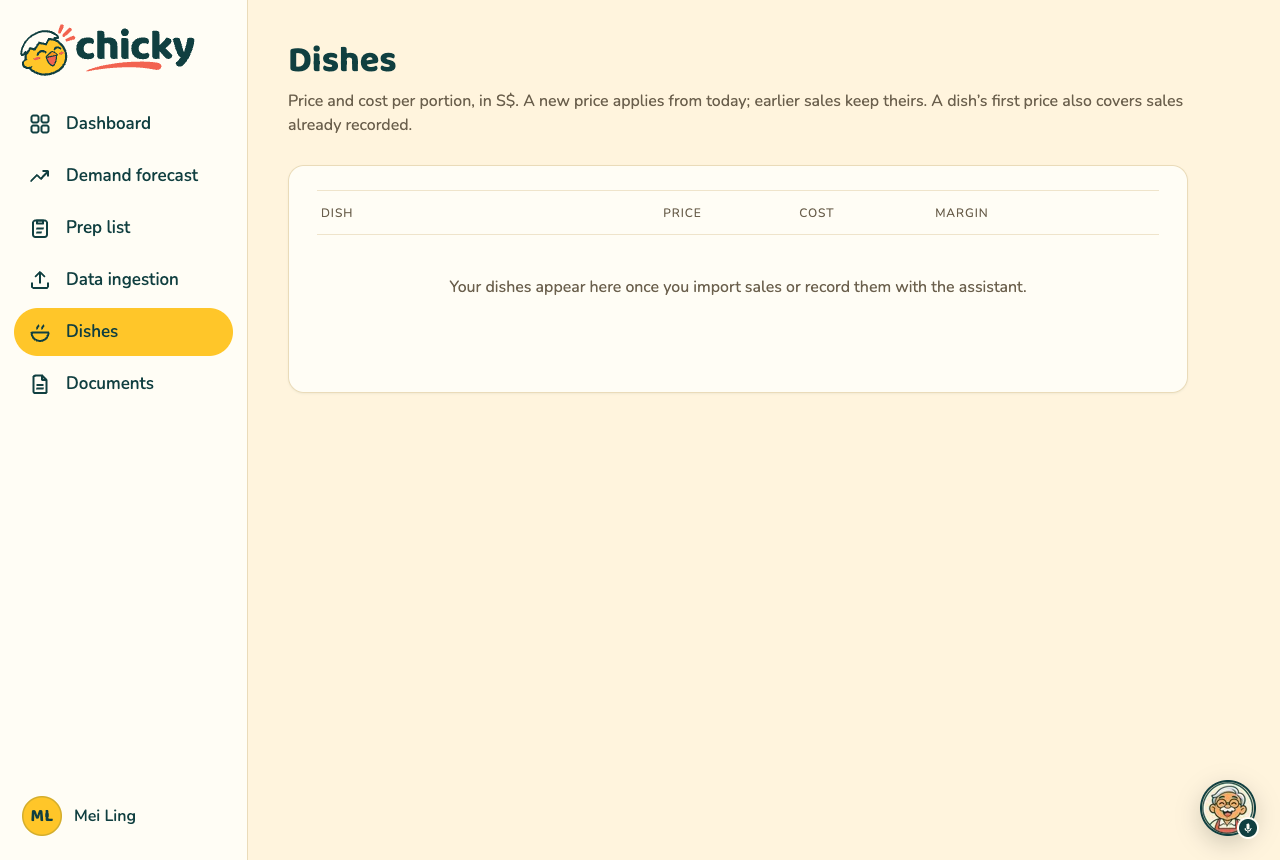 chicky
Dashboard
Demand forecast
Prep list
Data ingestion
Dishes
Documents
ML
Mei Ling
Dishes
Price and cost per portion, in S$. A new price applies from today; earlier sales keep theirs. A dish’s first price also covers sales
already recorded.
DISH PRICE COST MARGIN
Your dishes appear here once you import sales or record them with the assistant.